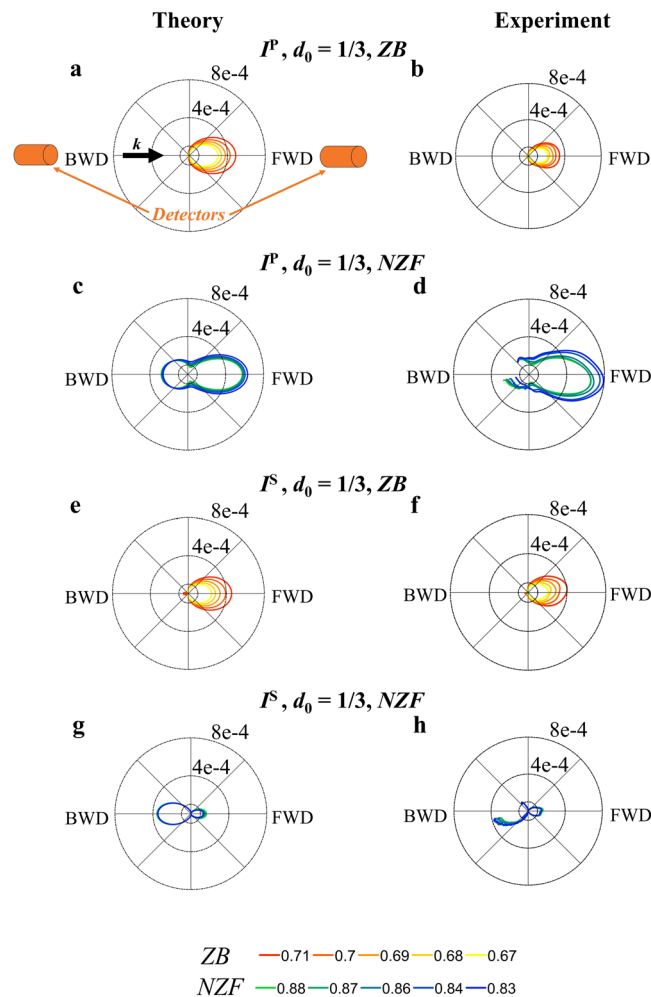 Theory Experiment
I^P , d_0 = 1/3, ZB
a b
8e-4 8e-4
4e-4 4e-4
BWD k FWD BWD FWD
Detectors
I^P , d_0 = 1/3, NZF
c d
8e-4 8e-4
4e-4 4e-4
BWD FWD BWD FWD
I^S , d_0 = 1/3, ZB
e f
8e-4 8e-4
4e-4 4e-4
BWD FWD BWD FWD
I^S , d_0 = 1/3, NZF
g h
8e-4 8e-4
4e-4 4e-4
BWD FWD BWD FWD
ZB 0.71 0.7 0.69 0.68 0.67
NZF 0.88 0.87 0.86 0.84 0.83